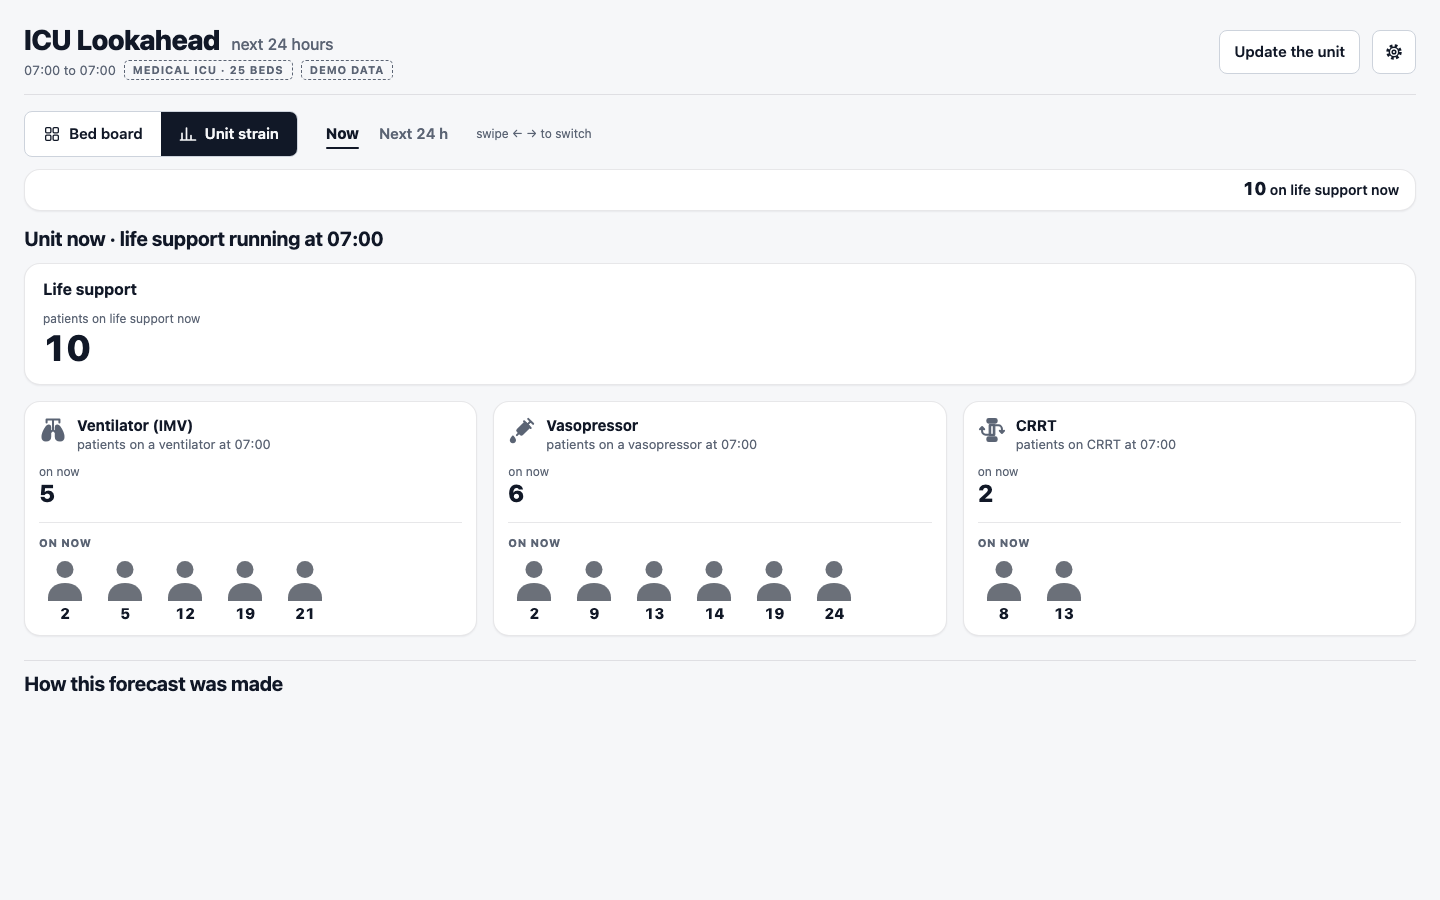 ICU Lookahead next 24 hours
07:00 to 07:00 MEDICAL ICU · 25 BEDS DEMO DATA
Update the unit
Bed board Unit strain Now Next 24 h swipe ← → to switch
10 on life support now
Unit now · life support running at 07:00
Life support
patients on life support now
10
Ventilator (IMV)
patients on a ventilator at 07:00
on now
5
ON NOW
2 5 12 19 21
Vasopressor
patients on a vasopressor at 07:00
on now
6
ON NOW
2 9 13 14 19 24
CRRT
patients on CRRT at 07:00
on now
2
ON NOW
8 13
How this forecast was made